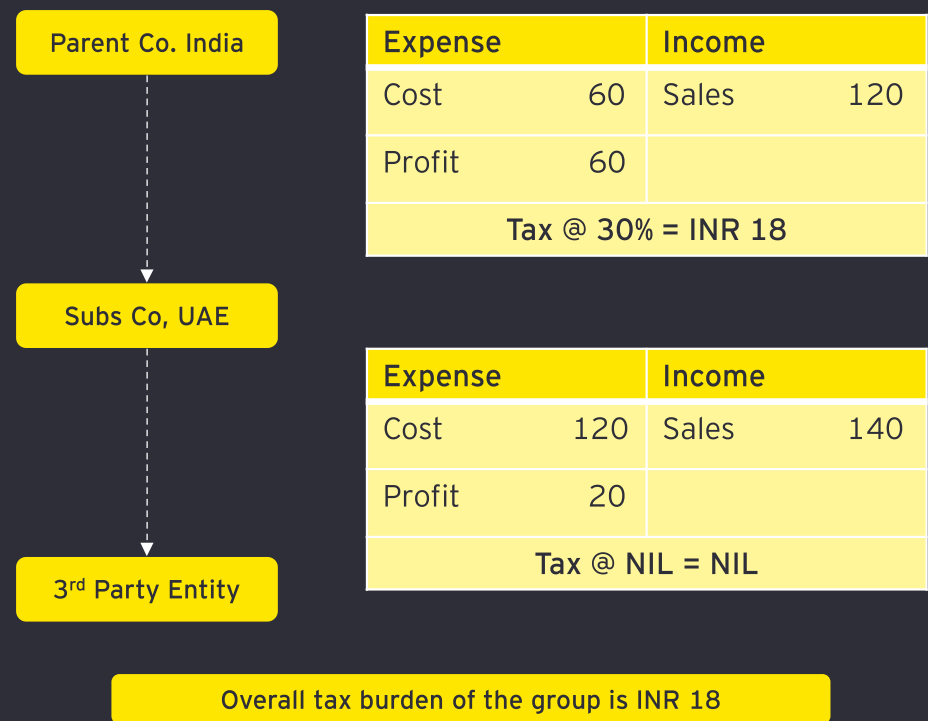 Parent Co. India
Expense Income
Cost 60 Sales 120
Profit 60
Tax @ 30% = INR 18
Subs Co, UAE
Expense Income
Cost 120 Sales 140
Profit 20
Tax @ NIL = NIL
3rd Party Entity
Overall tax burden of the group is INR 18